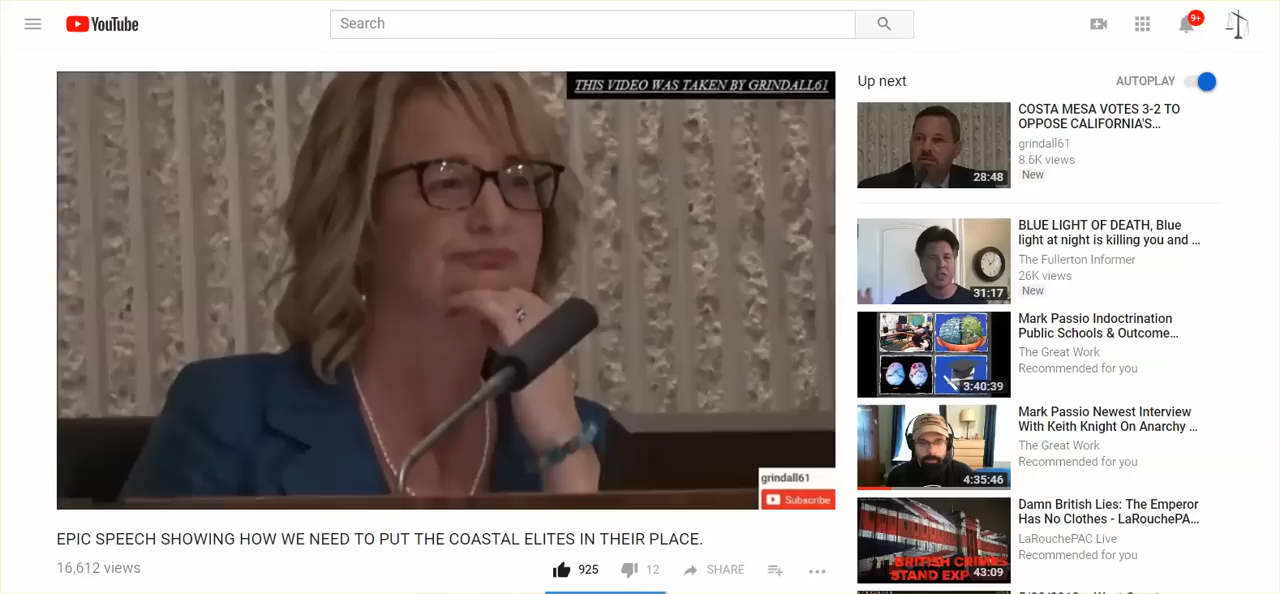 YouTube
Search
9+
THIS VIDEO WAS TAKEN BY GRINDALL61
grindall61
Subscribe
EPIC SPEECH SHOWING HOW WE NEED TO PUT THE COASTAL ELITES IN THEIR PLACE.
16,612 views
925
12
SHARE
Up next
AUTOPLAY
COSTA MESA VOTES 3-2 TO
OPPOSE CALIFORNIA'S…
grindall61
8.6K views
New
28:48
BLUE LIGHT OF DEATH, Blue
light at night is killing you and …
The Fullerton Informer
26K views
New
31:17
Mark Passio Indoctrination
Public Schools & Outcome…
The Great Work
Recommended for you
3:40:39
Mark Passio Newest Interview
With Keith Knight On Anarchy …
The Great Work
Recommended for you
4:35:46
Damn British Lies: The Emperor
Has No Clothes - LaRouchePA…
LaRouchePAC Live
Recommended for you
BRITISH CRIMES
STAND EXP
43:09